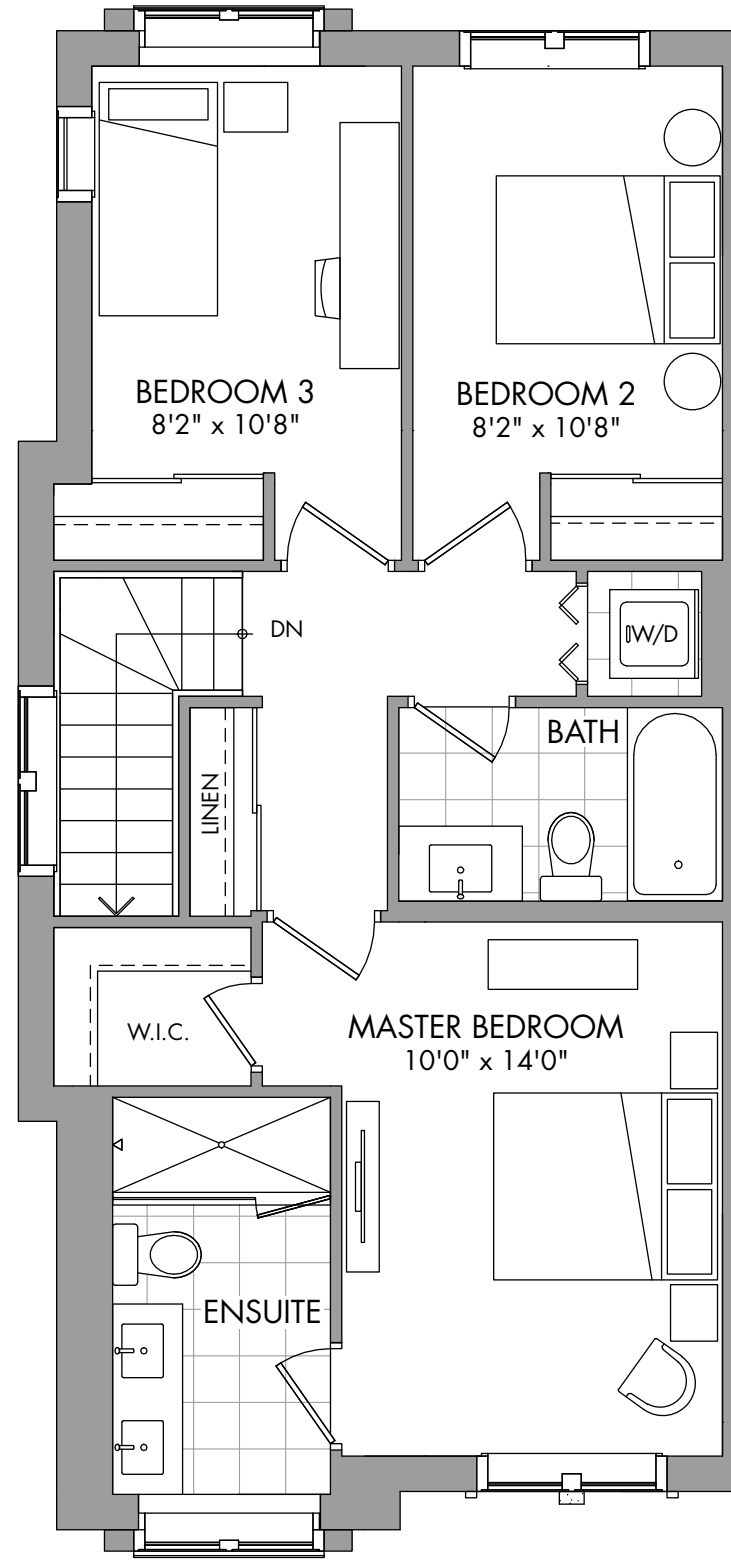 BEDROOM 3
8'2" x 10'8"
BEDROOM 2
8'2" x 10'8"
DN
W/D
BATH
LINEN
W.I.C.
MASTER BEDROOM
10'0" x 14'0"
ENSUITE